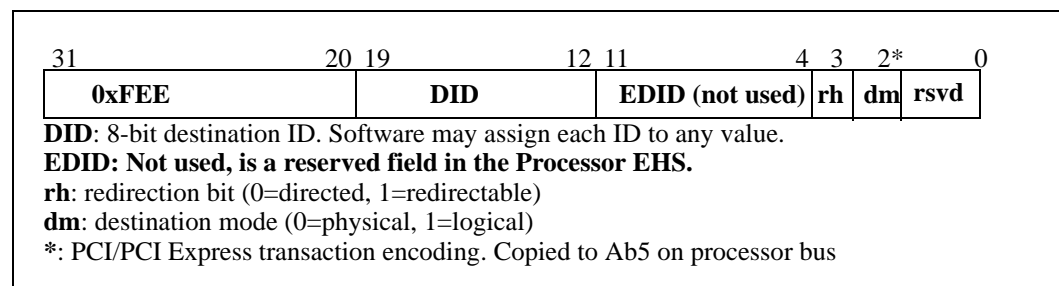 31 20 19 12 11 4 3 2* 0
0xFEE DID EDID (not used) rh dm rsvd
DID: 8-bit destination ID. Software may assign each ID to any value.
EDID: Not used, is a reserved field in the Processor EHS.
rh: redirection bit (0=directed, 1=redirectable)
dm: destination mode (0=physical, 1=logical)
*: PCI/PCI Express transaction encoding. Copied to Ab5 on processor bus